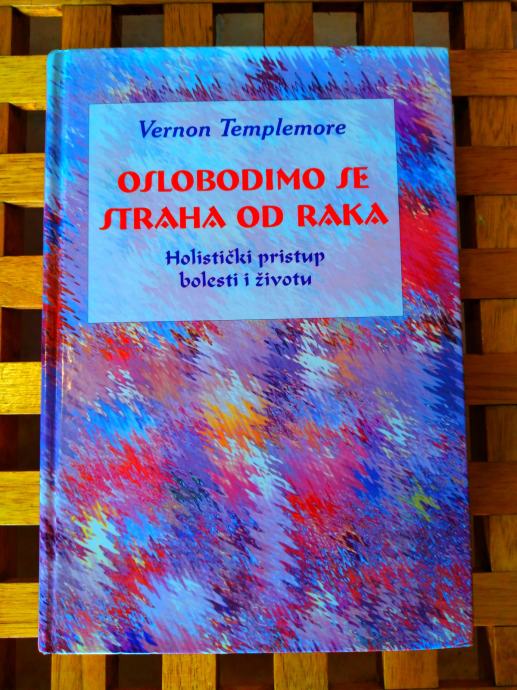 Vernon Templemore
OSLOBODIMO SE
STRAHA OD RAKA
Holistički pristup
bolesti i životu